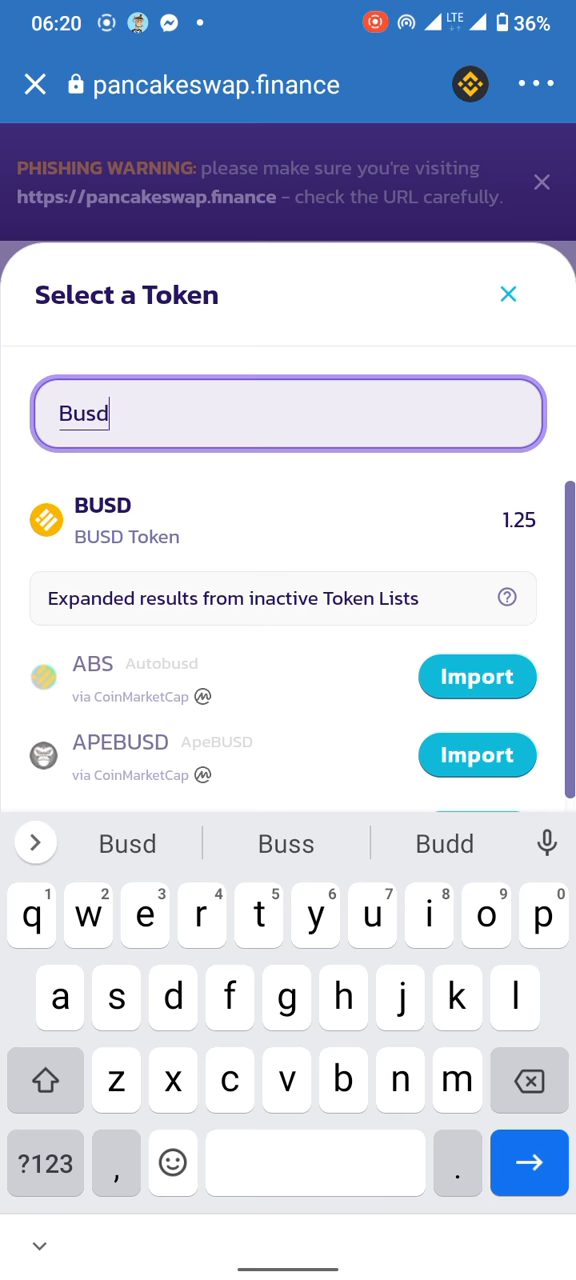 06:20 LTE 36%
pancakeswap.finance
PHISHING WARNING: please make sure you're visiting
https://pancakeswap.finance - check the URL carefully.
Select a Token
Busd
BUSD
BUSD Token
1.25
Expanded results from inactive Token Lists
ABS Autobusd
via CoinMarketCap
Import
APEBUSD ApeBUSD
via CoinMarketCap
Import
Busd Buss Budd
1 2 3 4 5 6 7 8 9 0
q w e r t y u i o p
a s d f g h j k l
z x c v b n m
?123 , .